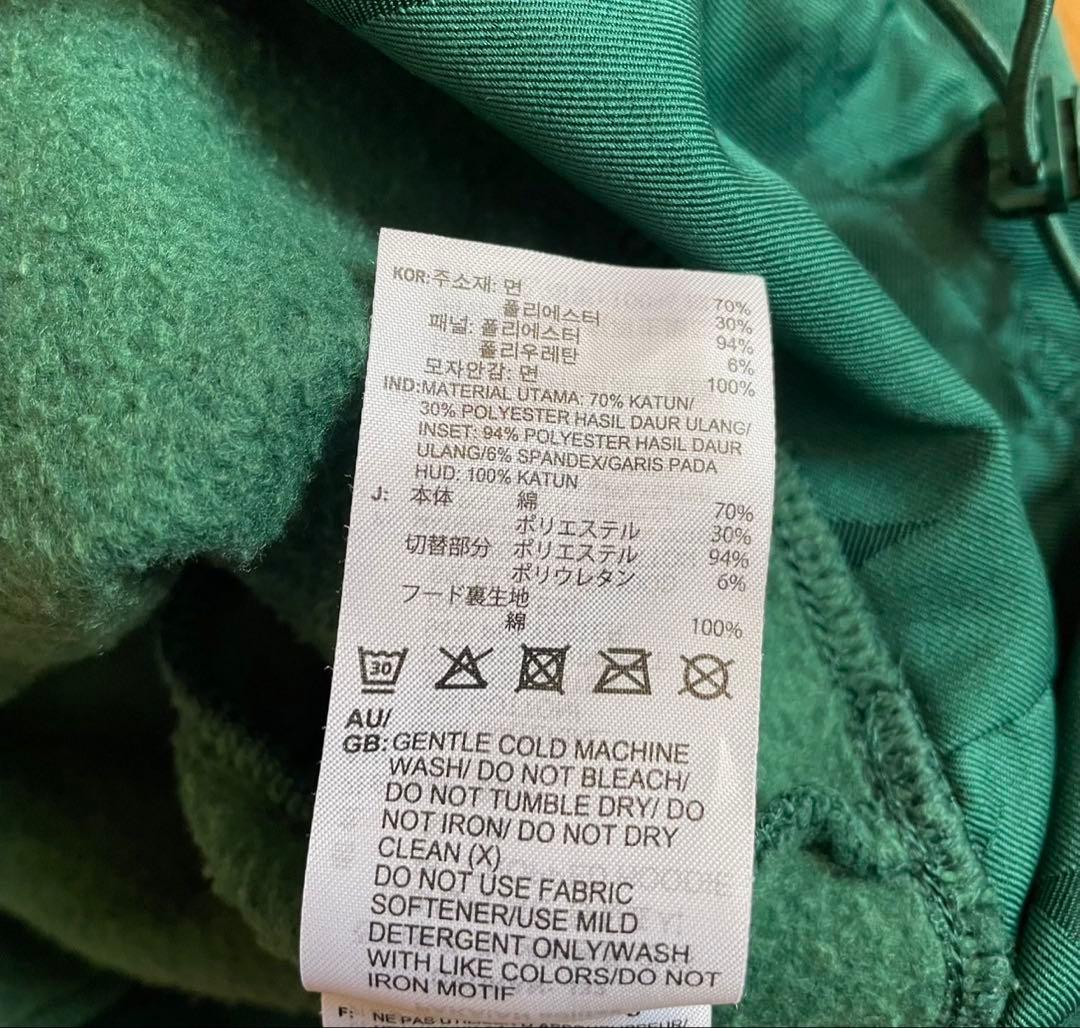 KOR: 주소재: 면 70%
폴리에스터 30%
패널: 폴리에스터 94%
폴리우레탄 6%
모자안감: 면 100%
IND: MATERIAL UTAMA: 70% KATUN/
30% POLYESTER HASIL DAUR ULANG/
INSET: 94% POLYESTER HASIL DAUR
ULANG/6% SPANDEX/GARIS PADA
HUD: 100% KATUN
J: 本体 綿 70%
ポリエステル 30%
切替部分 ポリエステル 94%
ポリウレタン 6%
フード裏生地
綿 100%
30
AU/
GB: GENTLE COLD MACHINE
WASH/ DO NOT BLEACH/
DO NOT TUMBLE DRY/ DO
NOT IRON/ DO NOT DRY
CLEAN (X)
DO NOT USE FABRIC
SOFTENER/USE MILD
DETERGENT ONLY/WASH
WITH LIKE COLORS/DO NOT
IRON MOTIF
F: NE PAS